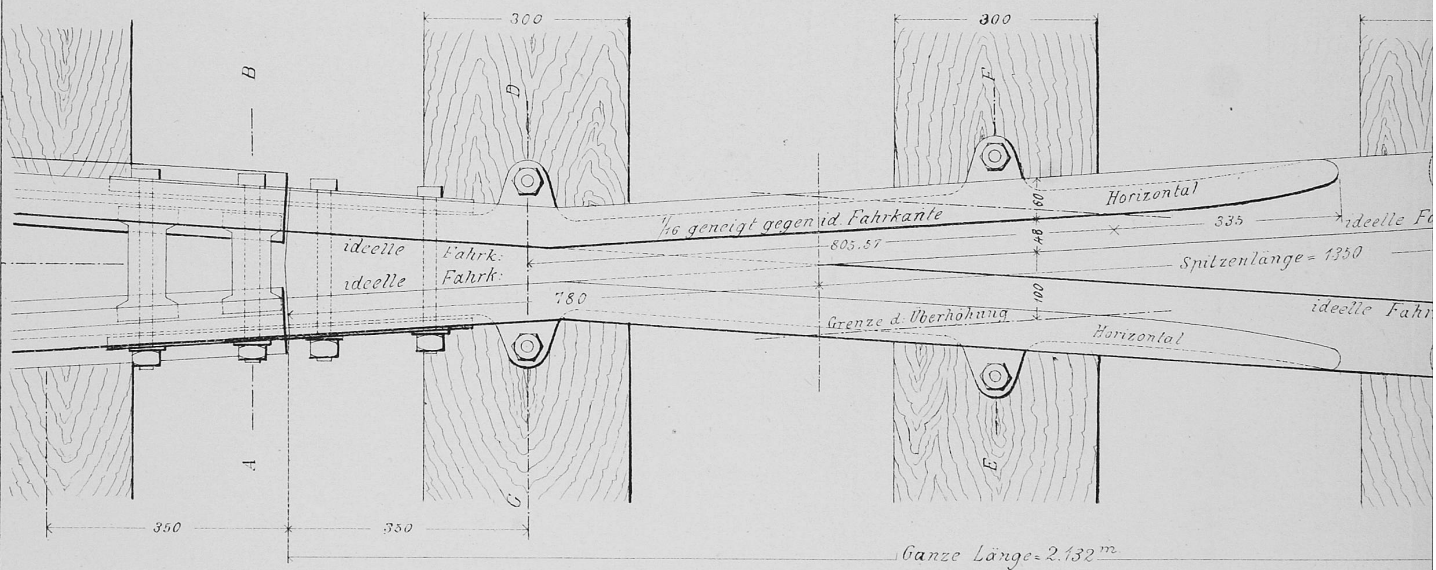 300
300
B
D
F
1/16 geneigt gegen id. Fahrkante
Horizontal
60
335
ideelle Fa
ideelle Fahrk:
805.57
48
Spitzenlänge = 1350
ideelle Fahrk:
780
100
Grenze d. Überhöhung
ideelle Fahr
Horizontal
A
C
E
350
350
Ganze Länge = 2.132 m